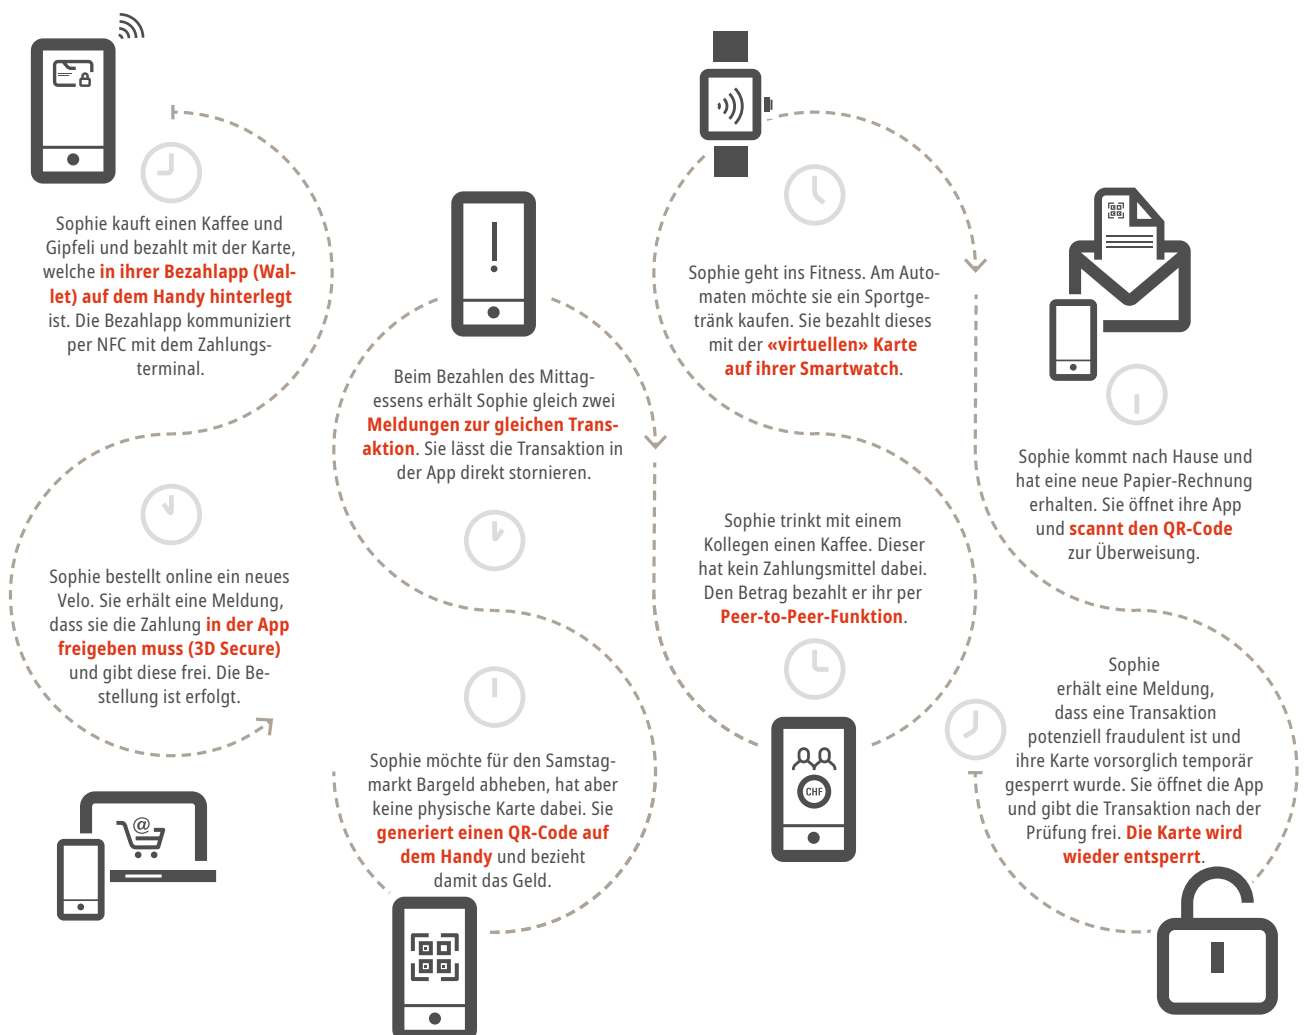 Sophie kauft einen Kaffee und
Gipfeli und bezahlt mit der Karte,
welche in ihrer Bezahlapp (Wal-
let) auf dem Handy hinterlegt
ist. Die Bezahlapp kommuniziert
per NFC mit dem Zahlungs-
terminal.
Sophie bestellt online ein neues
Velo. Sie erhält eine Meldung,
dass sie die Zahlung in der App
freigeben muss (3D Secure)
und gibt diese frei. Die Be-
stellung ist erfolgt.
@
Sophie möchte für den Samstag-
markt Bargeld abheben, hat aber
keine physische Karte dabei. Sie
generiert einen QR-Code auf
dem Handy und bezieht
damit das Geld.
Beim Bezahlen des Mittag-
essens erhält Sophie gleich zwei
Meldungen zur gleichen Trans-
aktion. Sie lässt die Transaktion in
der App direkt stornieren.
Sophie trinkt mit einem
Kollegen einen Kaffee. Dieser
hat kein Zahlungsmittel dabei.
Den Betrag bezahlt er ihr per
Peer-to-Peer-Funktion.
CHF
Sophie geht ins Fitness. Am Auto-
maten möchte sie ein Sportge-
tränk kaufen. Sie bezahlt dieses
mit der «virtuellen» Karte
auf ihrer Smartwatch.
Sophie kommt nach Hause und
hat eine neue Papier-Rechnung
erhalten. Sie öffnet ihre App
und scannt den QR-Code
zur Überweisung.
Sophie
erhält eine Meldung,
dass eine Transaktion
potenziell fraudulent ist und
ihre Karte vorsorglich temporär
gesperrt wurde. Sie öffnet die App
und gibt die Transaktion nach der
Prüfung frei. Die Karte wird
wieder entsperrt.